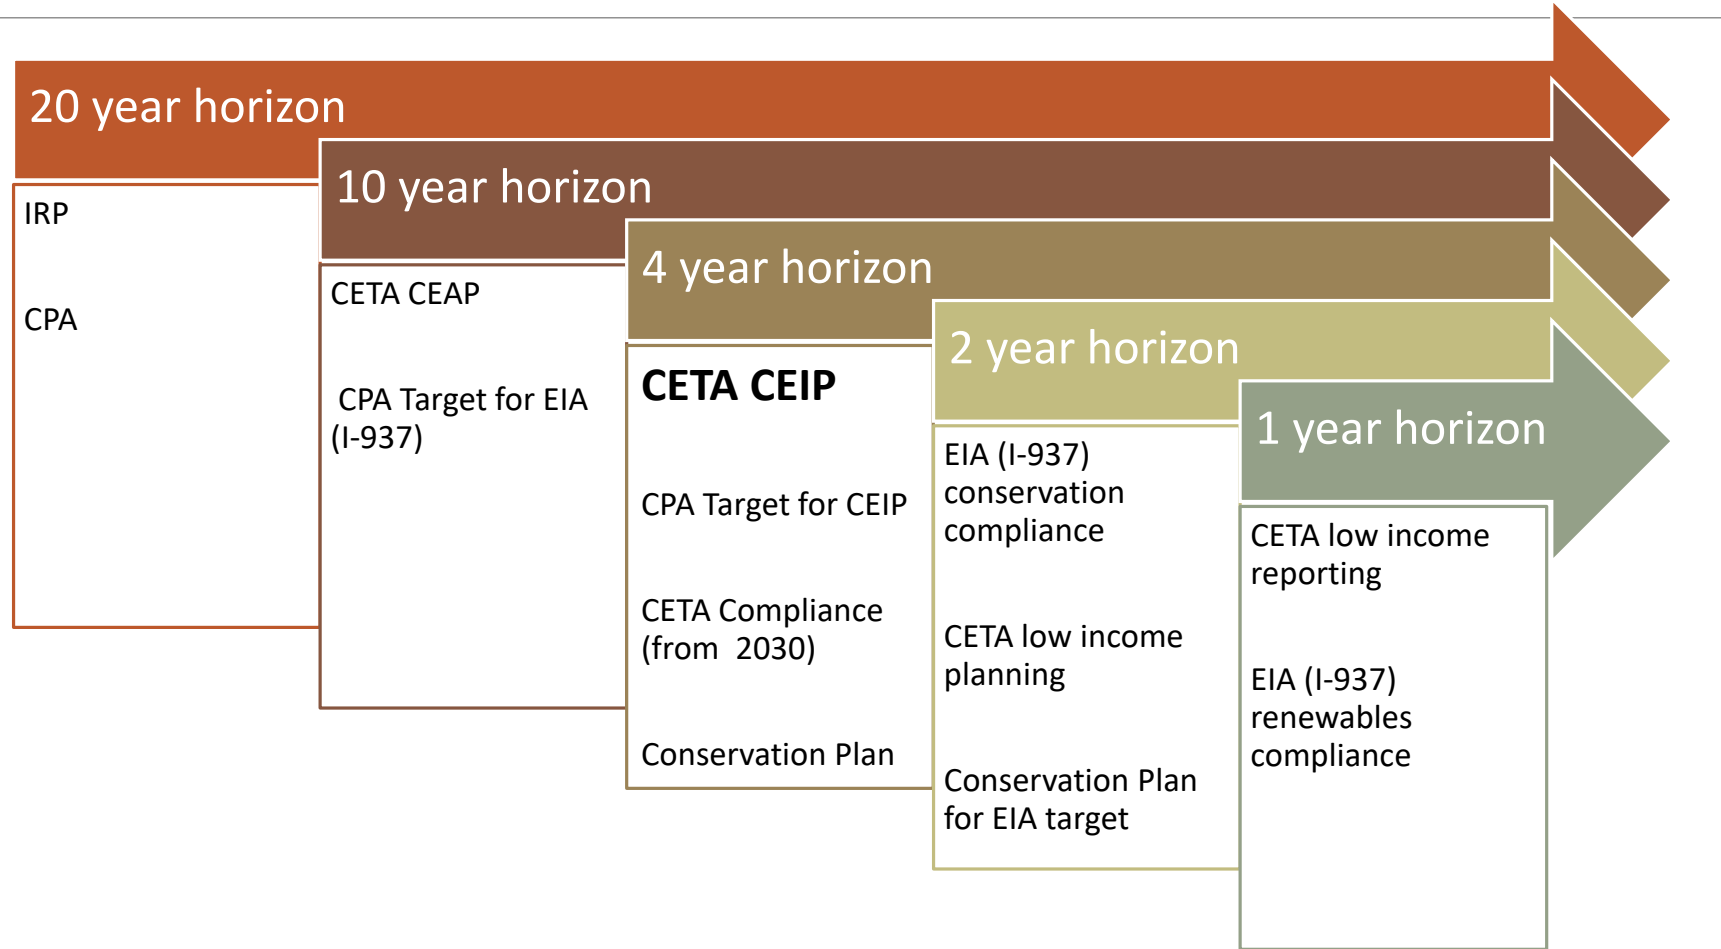 20 year horizon
IRP
CPA
10 year horizon
CETA CEAP
CPA Target for EIA
(I-937)
4 year horizon
CETA CEIP
CPA Target for CEIP
CETA Compliance
(from  2030)
Conservation Plan
2 year horizon
EIA (I-937)
conservation
compliance
CETA low income
planning
Conservation Plan
for EIA target
1 year horizon
CETA low income
reporting
EIA (I-937)
renewables
compliance